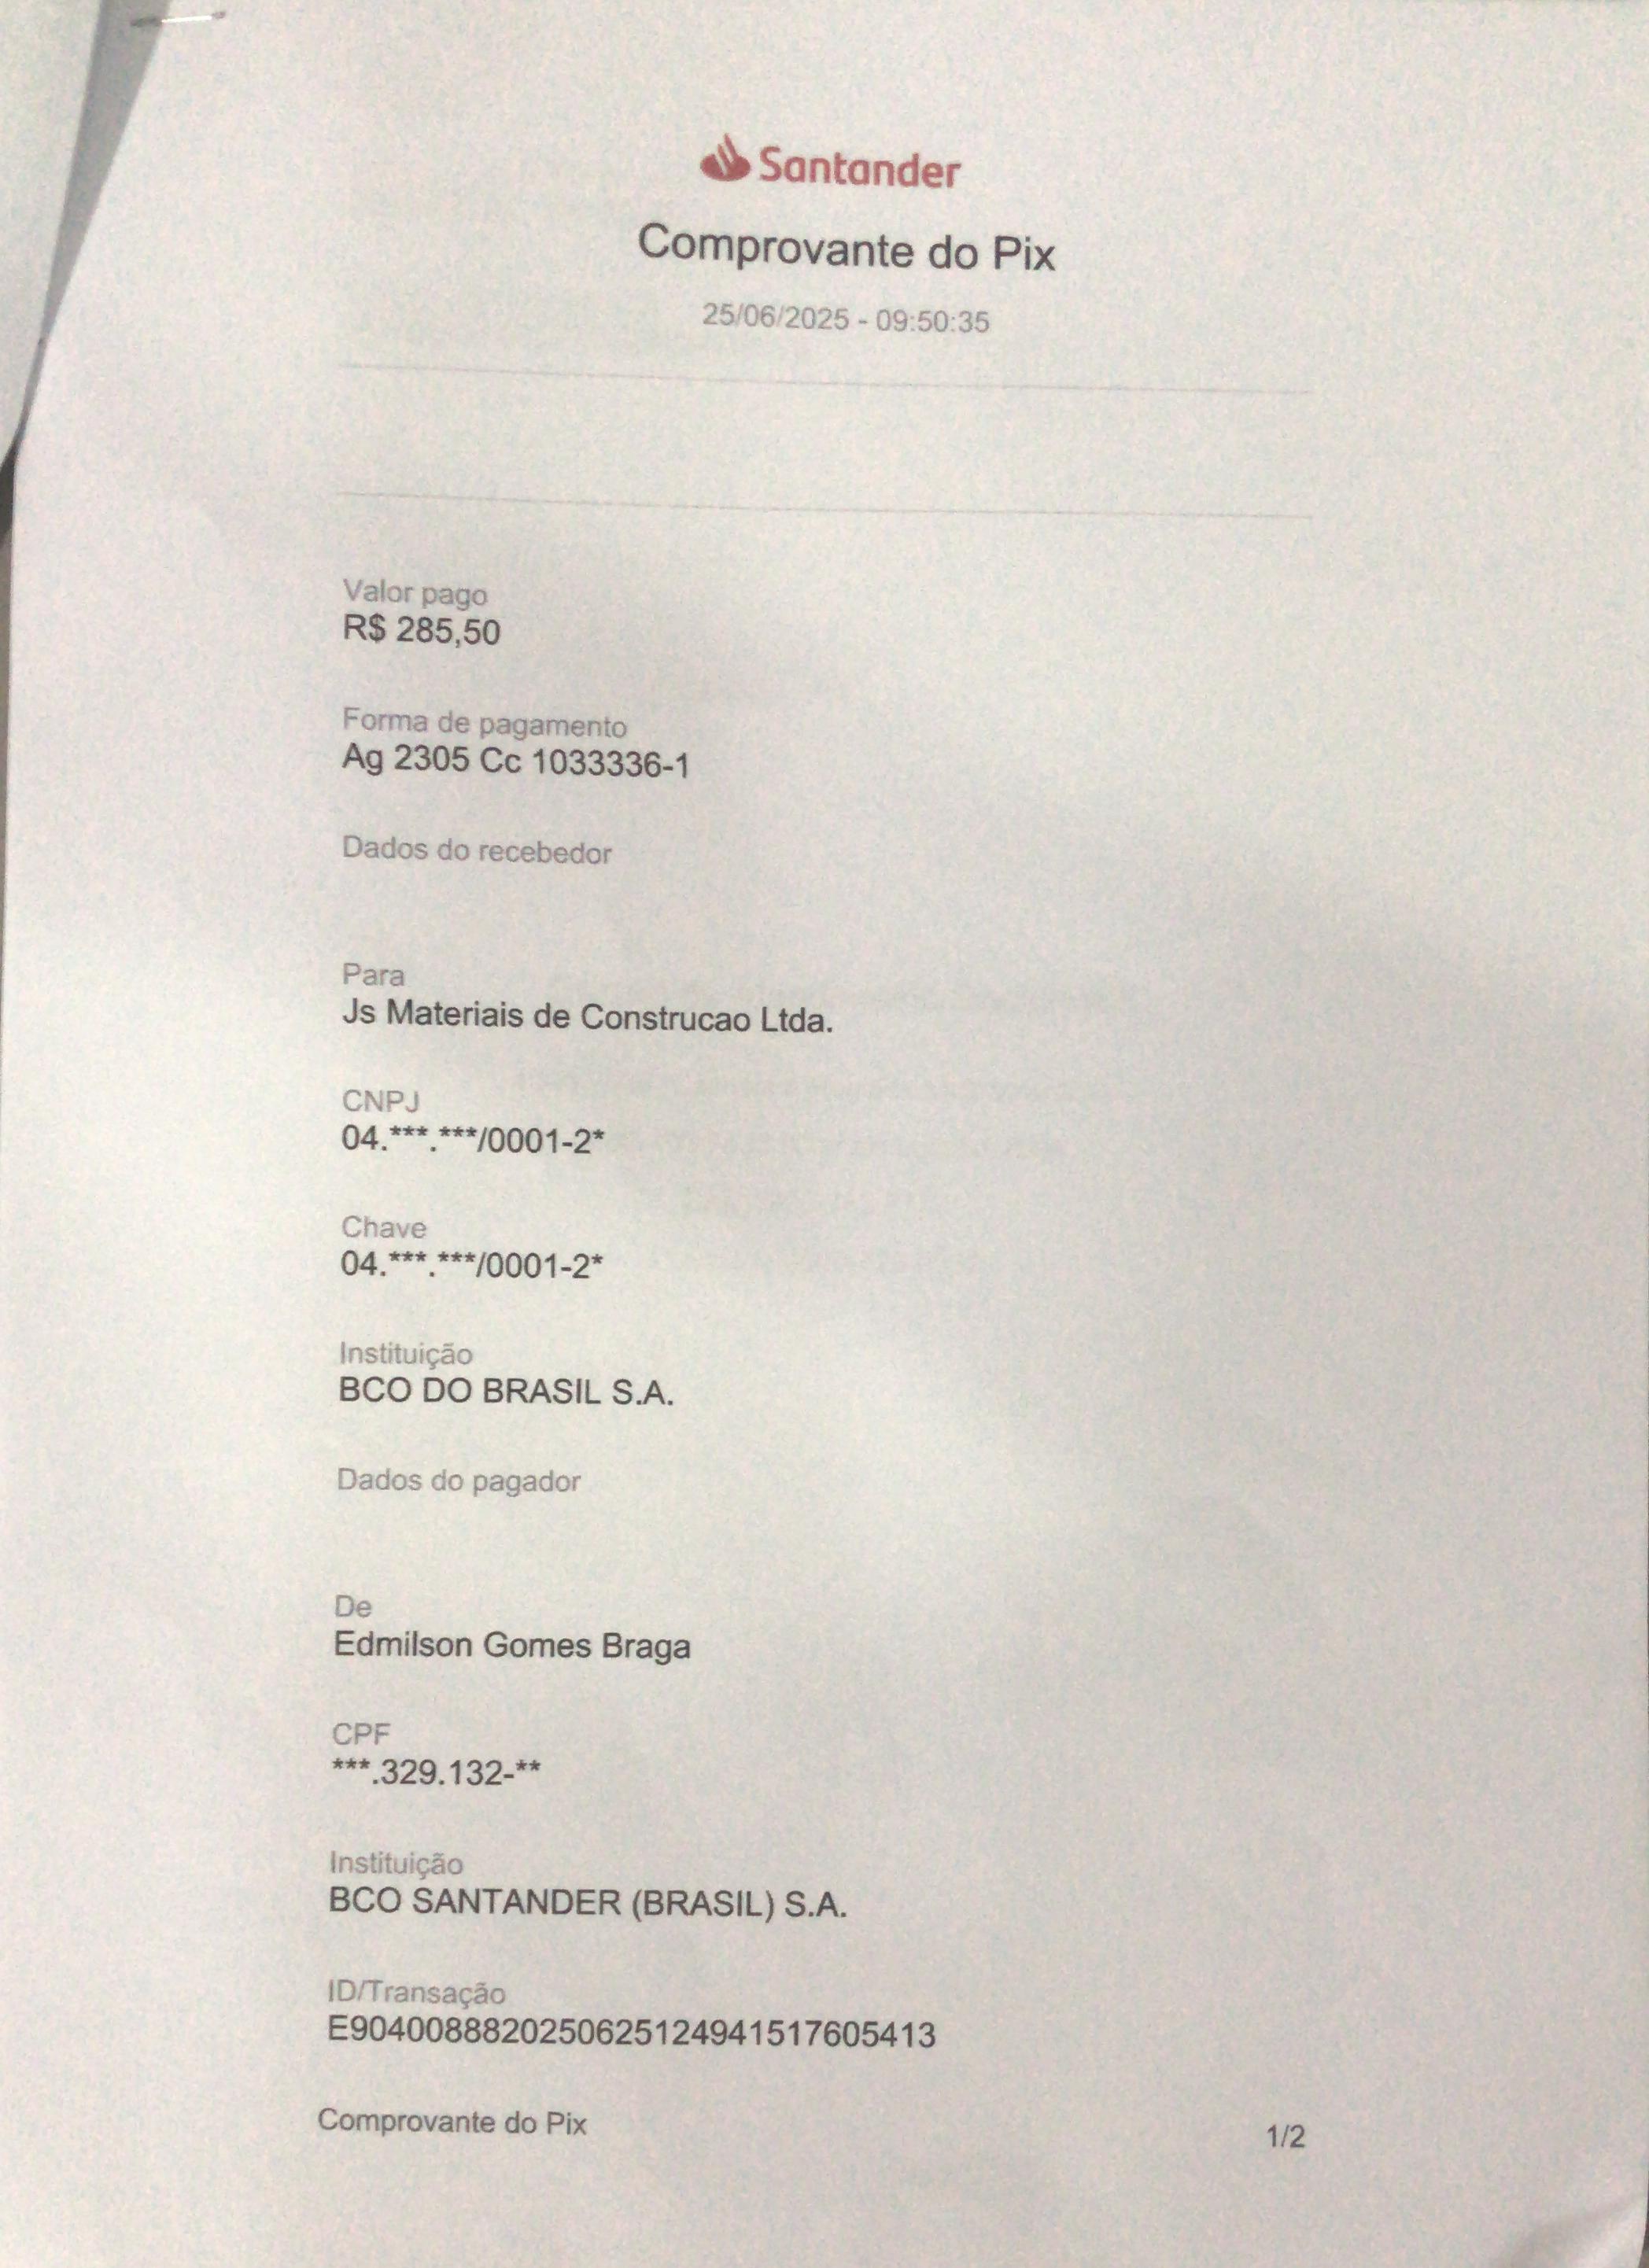 Santander
Comprovante do Pix
25/06/2025 - 09:50:35
Valor pago
R$ 285,50
Forma de pagamento
Ag 2305 Cc 1033336-1
Dados do recebedor
Para
Js Materiais de Construcao Ltda.
CNPJ
04.***.***/0001-2*
Chave
04.***.***/0001-2*
Instituição
BCO DO BRASIL S.A.
Dados do pagador
De
Edmilson Gomes Braga
CPF
***.329.132-**
Instituição
BCO SANTANDER (BRASIL) S.A.
ID/Transação
E9040088820250625124941517605413
Comprovante do Pix
1/2